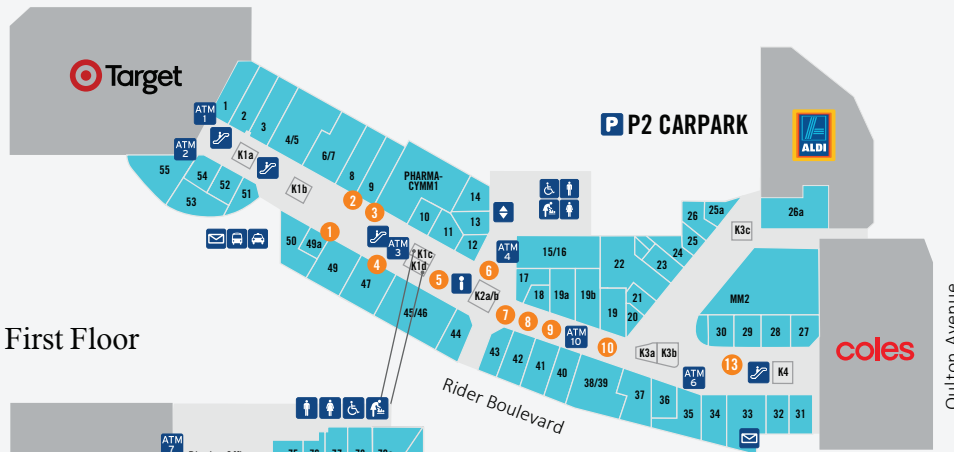 Target
ATM
1
ATM
2
1
2
3
4/5
6/7
8
9
PHARMA-
CYMM1
10
11
12
13
14
K1a
K1b
55
54
53
52
51
50
49a
49
47
45/46
44
1
2
3
4
5
6
ATM
3
K1c
K1d
ATM
4
K2a/b
P P2 CARPARK
ALDI
15/16
17
18
19a
19b
19
20
21
22
23
24
25
26
25a
26a
K3c
MM2
30
29
28
27
coles
Oulton Avenue
7
8
9
ATM
10
10
K3a
K3b
ATM
6
13
K4
43
42
41
40
38/39
37
36
35
34
33
32
31
Rider Boulevard
First Floor
ATM
7